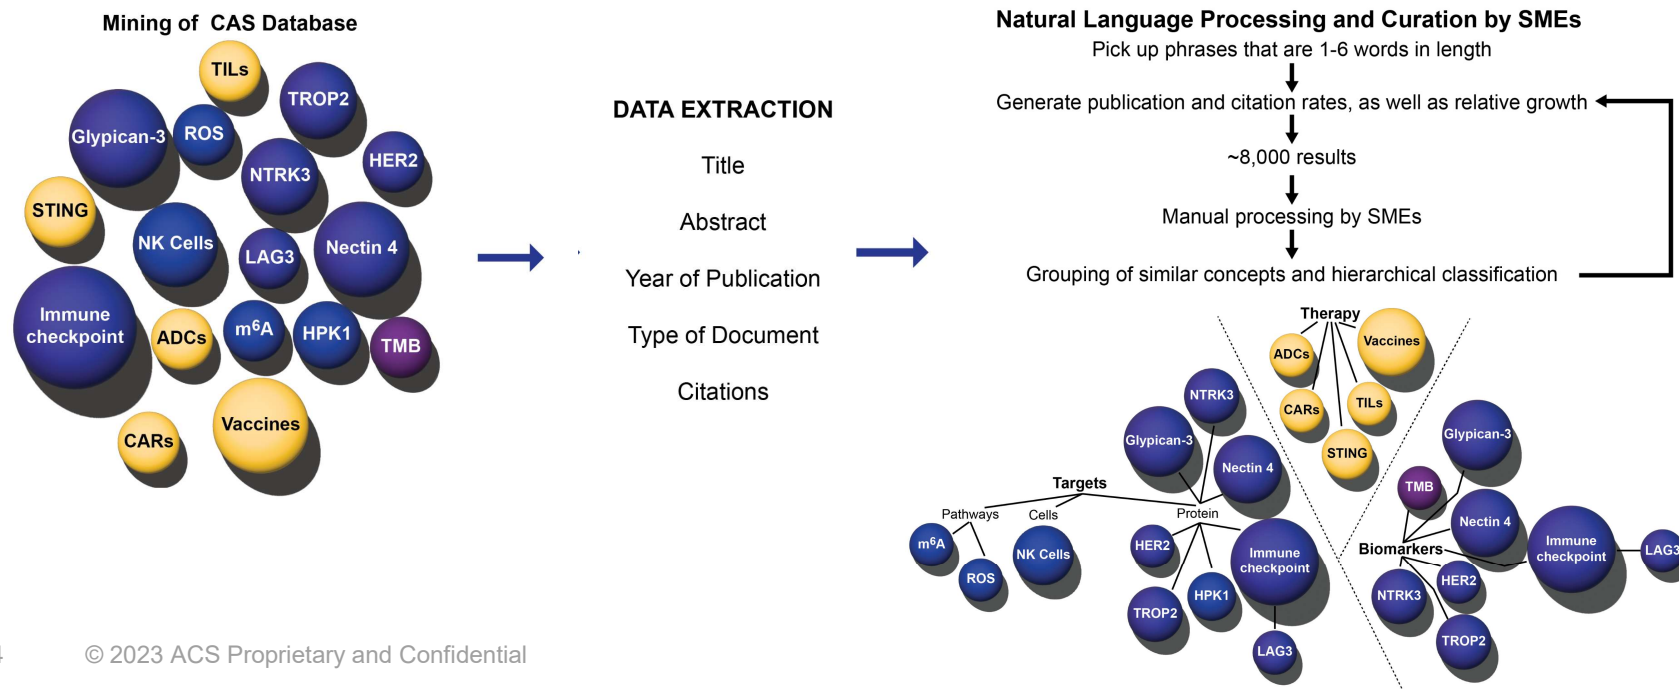 Mining of CAS Database
TILs
TROP2
Glypican-3
ROS
HER2
NTRK3
STING
NK Cells
LAG3
Nectin 4
Immune
checkpoint
ADCs
m⁶A
HPK1
TMB
Vaccines
CARs
DATA EXTRACTION
Title
Abstract
Year of Publication
Type of Document
Citations
Natural Language Processing and Curation by SMEs
Pick up phrases that are 1-6 words in length
Generate publication and citation rates, as well as relative growth
~8,000 results
Manual processing by SMEs
Grouping of similar concepts and hierarchical classification
Therapy
ADCs
Vaccines
CARs
TILs
STING
Targets
Pathways
Cells
Protein
m⁶A
ROS
NK Cells
NTRK3
Glypican-3
Nectin 4
HER2
Immune
checkpoint
TROP2
HPK1
LAG3
Biomarkers
Glypican-3
TMB
Nectin 4
Immune
checkpoint
LAG3
HER2
NTRK3
TROP2
4
© 2023 ACS Proprietary and Confidential